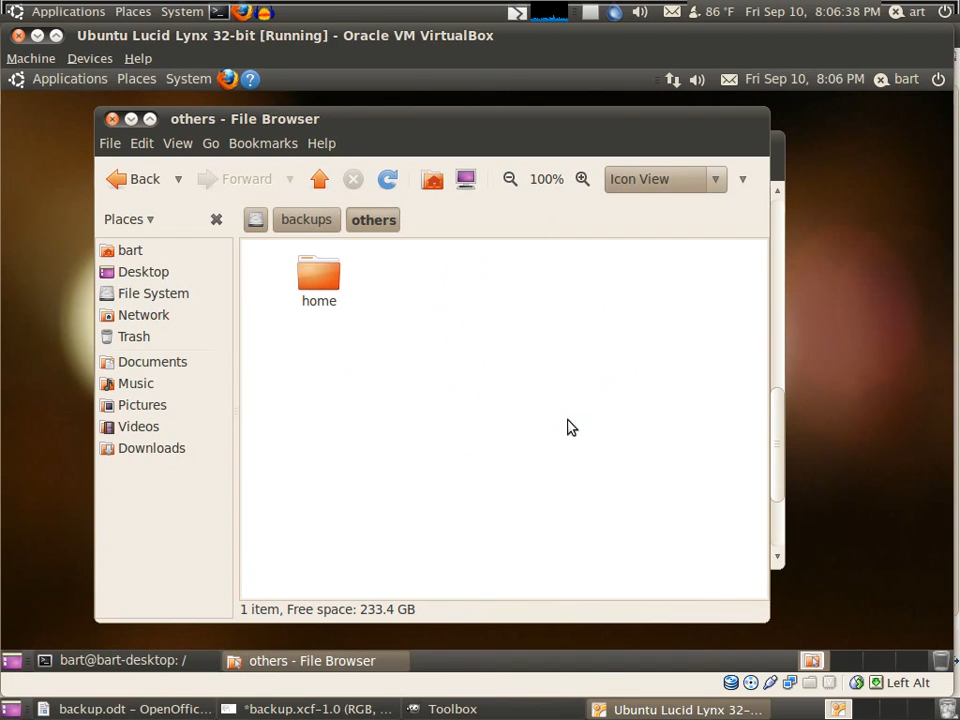 Applications Places System 86 °F Fri Sep 10, 8:06:38 PM art
Ubuntu Lucid Lynx 32-bit [Running] - Oracle VM VirtualBox
Machine Devices Help
Applications Places System ? Fri Sep 10, 8:06 PM bart
others - File Browser
File Edit View Go Bookmarks Help
Back Forward 100% Icon View
Places backups others
bart
Desktop
File System
Network
Trash
Documents
Music
Pictures
Videos
Downloads
home
1 item, Free space: 233.4 GB
bart@bart-desktop: / others - File Browser
Left Alt
backup.odt – OpenOffic... *backup.xcf-1.0 (RGB, ... Toolbox Ubuntu Lucid Lynx 32-...